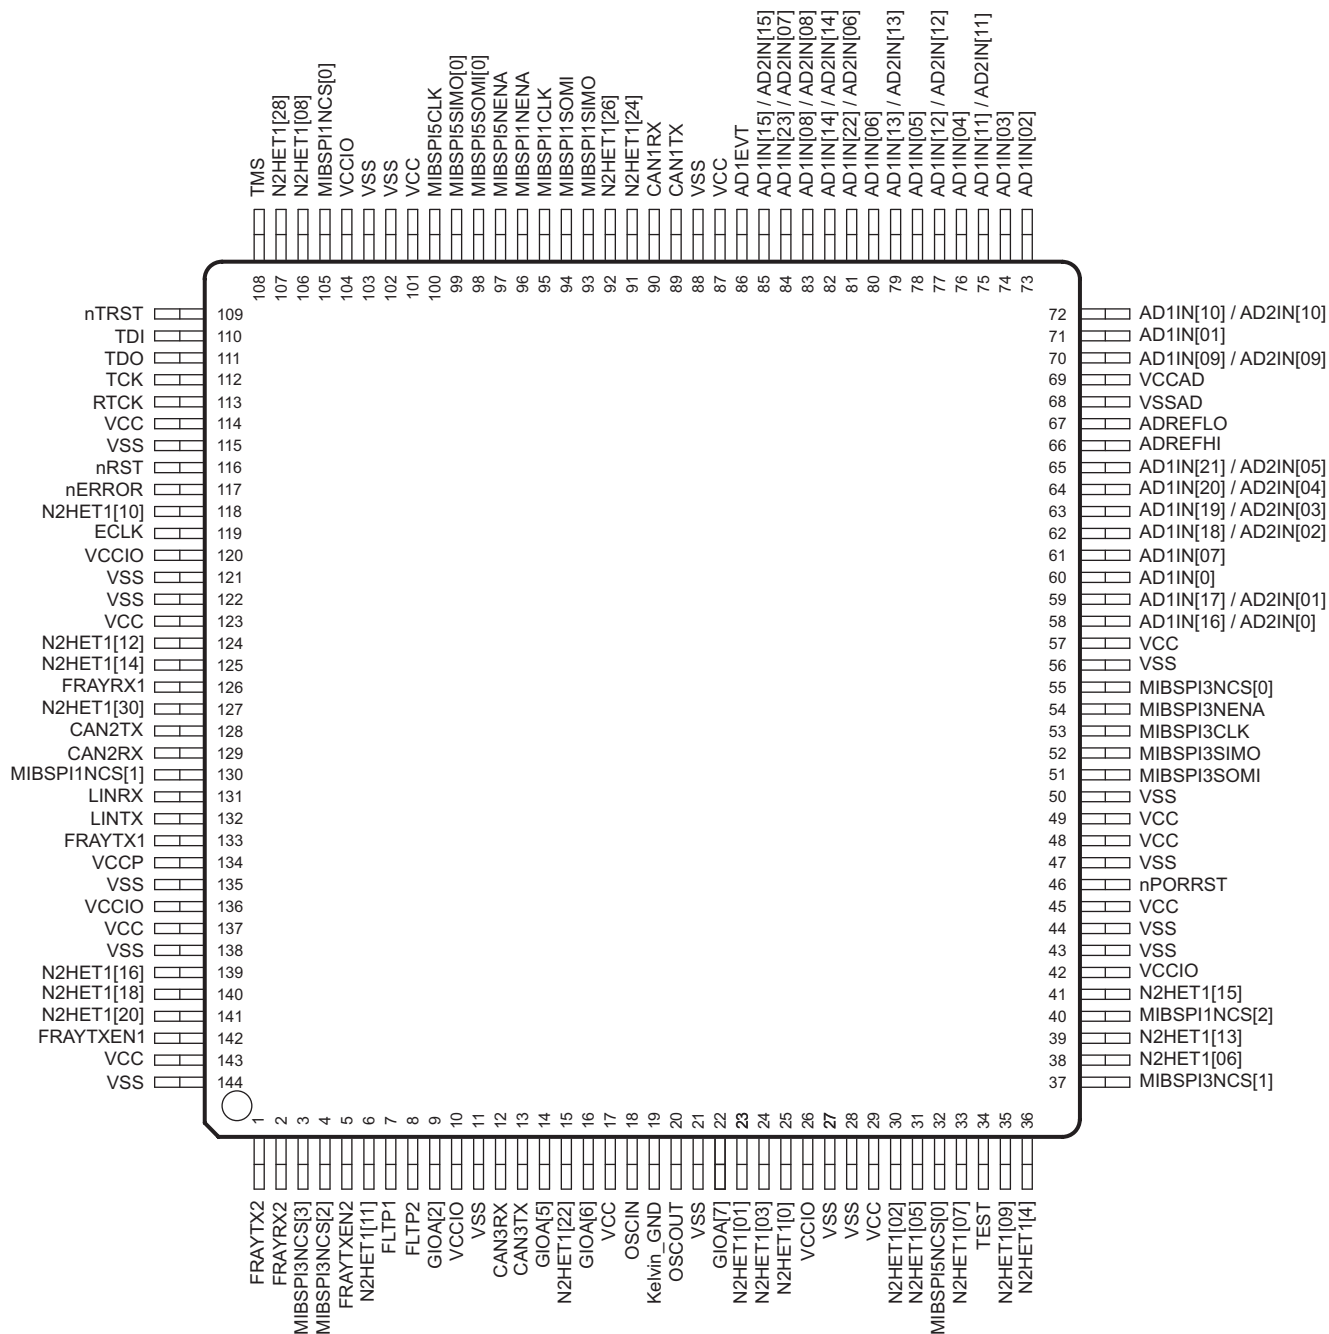 TMS
N2HET1[28]
N2HET1[08]
MIBSPI1NCS[0]
VCCIO
VSS
VSS
VCC
MIBSPI5CLK
MIBSPI5SIMO[0]
MIBSPI5SOMI[0]
MIBSPI5NENA
MIBSPI1NENA
MIBSPI1CLK
MIBSPI1SOMI
MIBSPI1SIMO
N2HET1[26]
N2HET1[24]
CAN1RX
CAN1TX
VSS
VCC
AD1EVT
AD1IN[15] / AD2IN[15]
AD1IN[23] / AD2IN[07]
AD1IN[08] / AD2IN[08]
AD1IN[14] / AD2IN[14]
AD1IN[22] / AD2IN[06]
AD1IN[06]
AD1IN[13] / AD2IN[13]
AD1IN[05]
AD1IN[12] / AD2IN[12]
AD1IN[04]
AD1IN[11] / AD2IN[11]
AD1IN[03]
AD1IN[02]
108
107
106
105
104
103
102
101
100
99
98
97
96
95
94
93
92
91
90
89
88
87
86
85
84
83
82
81
80
79
78
77
76
75
74
73
nTRST 109
TDI 110
TDO 111
TCK 112
RTCK 113
VCC 114
VSS 115
nRST 116
nERROR 117
N2HET1[10] 118
ECLK 119
VCCIO 120
VSS 121
VSS 122
VCC 123
N2HET1[12] 124
N2HET1[14] 125
FRAYRX1 126
N2HET1[30] 127
CAN2TX 128
CAN2RX 129
MIBSPI1NCS[1] 130
LINRX 131
LINTX 132
FRAYTX1 133
VCCP 134
VSS 135
VCCIO 136
VCC 137
VSS 138
N2HET1[16] 139
N2HET1[18] 140
N2HET1[20] 141
FRAYTXEN1 142
VCC 143
VSS 144
72 AD1IN[10] / AD2IN[10]
71 AD1IN[01]
70 AD1IN[09] / AD2IN[09]
69 VCCAD
68 VSSAD
67 ADREFLO
66 ADREFHI
65 AD1IN[21] / AD2IN[05]
64 AD1IN[20] / AD2IN[04]
63 AD1IN[19] / AD2IN[03]
62 AD1IN[18] / AD2IN[02]
61 AD1IN[07]
60 AD1IN[0]
59 AD1IN[17] / AD2IN[01]
58 AD1IN[16] / AD2IN[0]
57 VCC
56 VSS
55 MIBSPI3NCS[0]
54 MIBSPI3NENA
53 MIBSPI3CLK
52 MIBSPI3SIMO
51 MIBSPI3SOMI
50 VSS
49 VCC
48 VCC
47 VSS
46 nPORRST
45 VCC
44 VSS
43 VSS
42 VCCIO
41 N2HET1[15]
40 MIBSPI1NCS[2]
39 N2HET1[13]
38 N2HET1[06]
37 MIBSPI3NCS[1]
1
2
3
4
5
6
7
8
9
10
11
12
13
14
15
16
17
18
19
20
21
22
23
24
25
26
27
28
29
30
31
32
33
34
35
36
FRAYTX2
FRAYRX2
MIBSPI3NCS[3]
MIBSPI3NCS[2]
FRAYTXEN2
N2HET1[11]
FLTP1
FLTP2
GIOA[2]
VCCIO
VSS
CAN3RX
CAN3TX
GIOA[5]
N2HET1[22]
GIOA[6]
VCC
OSCIN
Kelvin_GND
OSCOUT
VSS
GIOA[7]
N2HET1[01]
N2HET1[03]
N2HET1[0]
VCCIO
VSS
VSS
VCC
N2HET1[02]
N2HET1[05]
MIBSPI5NCS[0]
N2HET1[07]
TEST
N2HET1[09]
N2HET1[4]